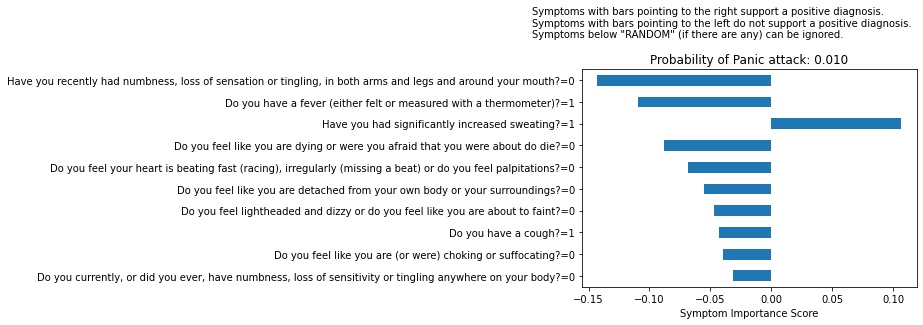 Symptoms with bars pointing to the right support a positive diagnosis.
Symptoms with bars pointing to the left do not support a positive diagnosis.
Symptoms below "RANDOM" (if there are any) can be ignored.
Probability of Panic attack: 0.010
Have you recently had numbness, loss of sensation or tingling, in both arms and legs and around your mouth?=0
Do you have a fever (either felt or measured with a thermometer)?=1
Have you had significantly increased sweating?=1
Do you feel like you are dying or were you afraid that you were about do die?=0
Do you feel your heart is beating fast (racing), irregularly (missing a beat) or do you feel palpitations?=0
Do you feel like you are detached from your own body or your surroundings?=0
Do you feel lightheaded and dizzy or do you feel like you are about to faint?=0
Do you have a cough?=1
Do you feel like you are (or were) choking or suffocating?=0
Do you currently, or did you ever, have numbness, loss of sensitivity or tingling anywhere on your body?=0
−0.15 −0.10 −0.05 0.00 0.05 0.10
Symptom Importance Score